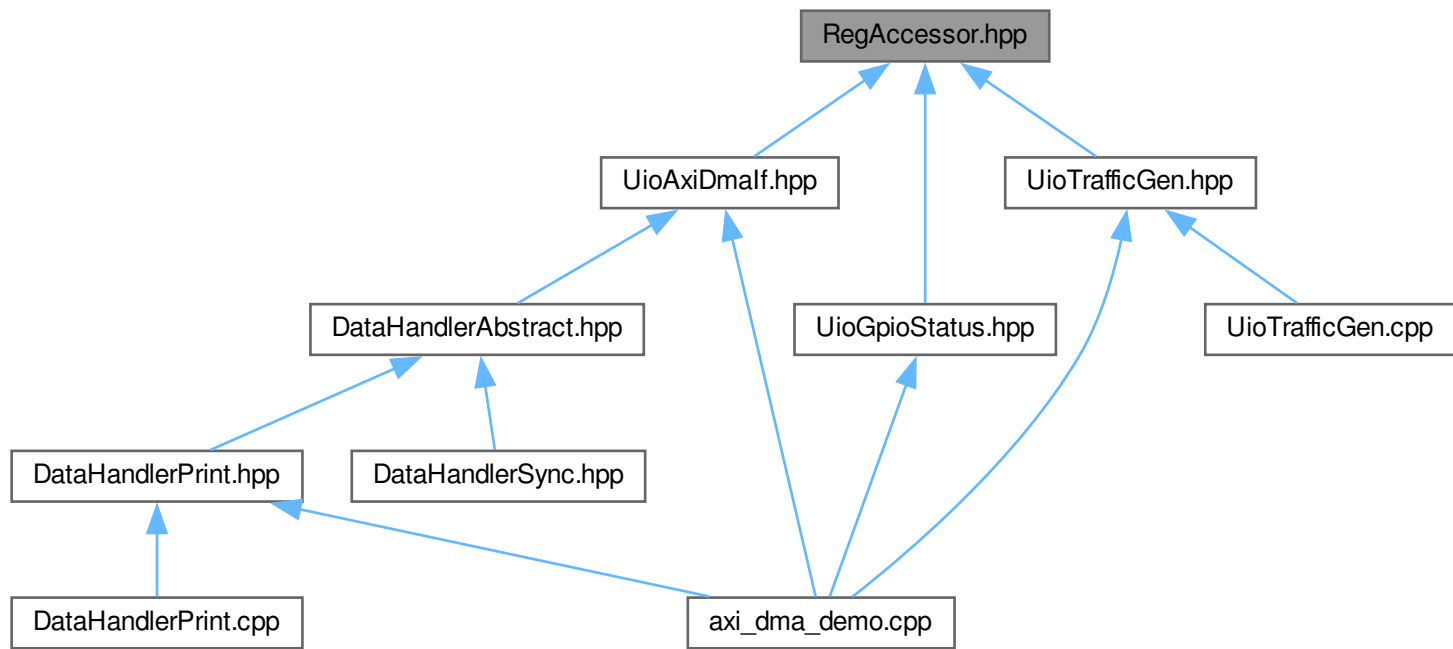 RegAccessor.hpp
UioAxiDmaIf.hpp
UioTrafficGen.hpp
DataHandlerAbstract.hpp
UioGpioStatus.hpp
UioTrafficGen.cpp
DataHandlerPrint.hpp
DataHandlerSync.hpp
DataHandlerPrint.cpp
axi_dma_demo.cpp